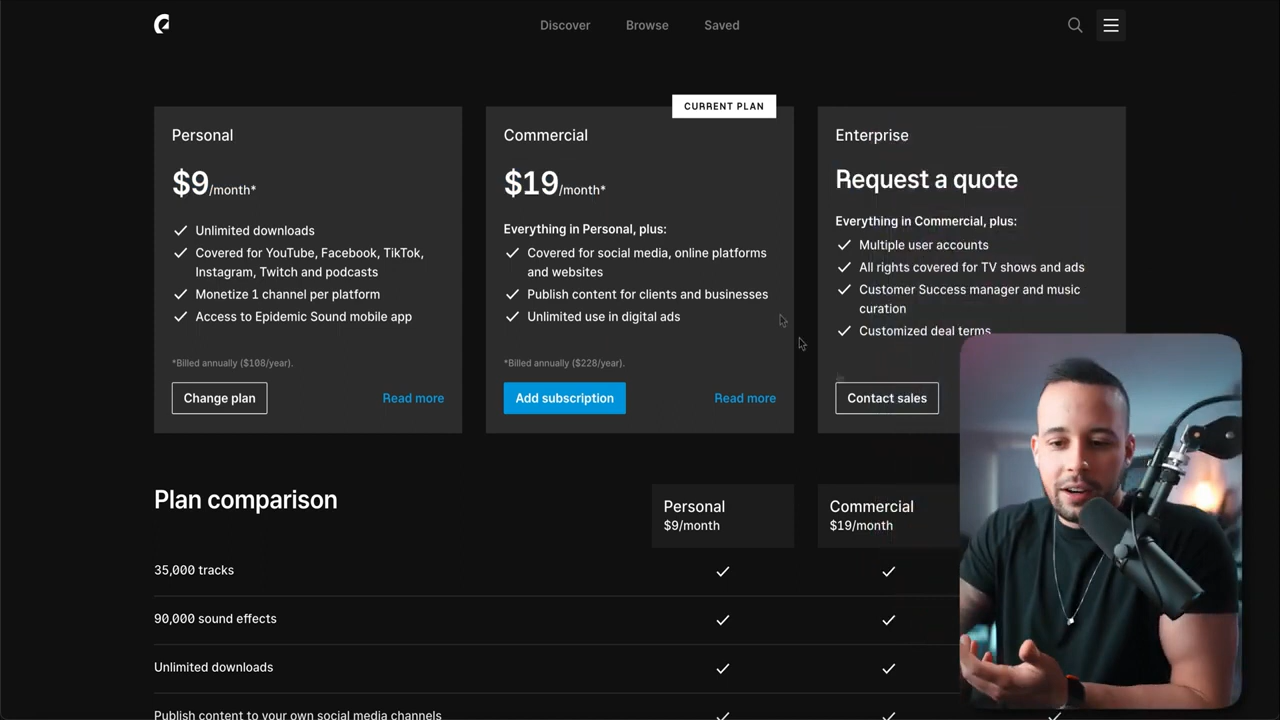 Discover Browse Saved
CURRENT PLAN
Personal
$9/month*
Unlimited downloads
Covered for YouTube, Facebook, TikTok,
Instagram, Twitch and podcasts
Monetize 1 channel per platform
Access to Epidemic Sound mobile app
*Billed annually ($108/year).
Change plan
Read more
Commercial
$19/month*
Everything in Personal, plus:
Covered for social media, online platforms
and websites
Publish content for clients and businesses
Unlimited use in digital ads
*Billed annually ($228/year).
Add subscription
Read more
Enterprise
Request a quote
Everything in Commercial, plus:
Multiple user accounts
All rights covered for TV shows and ads
Customer Success manager and music
curation
Customized deal terms
Contact sales
Plan comparison
Personal
$9/month
Commercial
$19/month
35,000 tracks
90,000 sound effects
Unlimited downloads
Publish content to your own social media channels